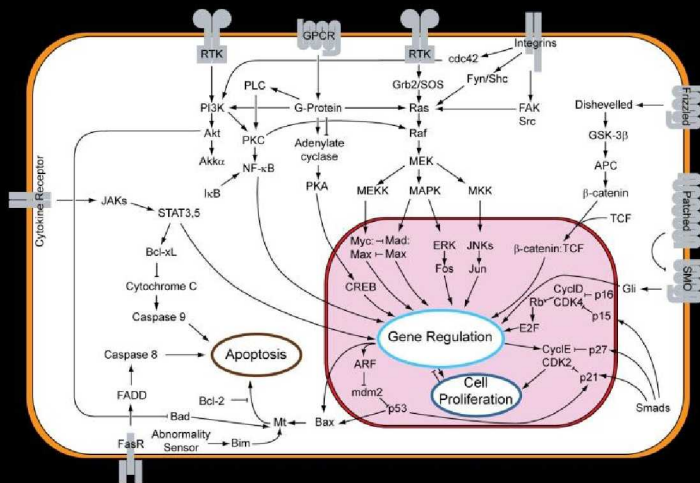 RTK
GPCR
RTK
Integrins
cdc42
PLC
Grb2/SOS
Fyn/Shc
PI3K
G-Protein
Ras
FAK
Src
Dishevelled
Frizzled
Akt
PKC
Adenylate
cyclase
Raf
GSK-3β
Akkα
NF-κB
MEK
APC
IκB
PKA
MEKK
MAPK
MKK
β-catenin
Patched
Cytokine Receptor
JAKs
STAT3,5
TCF
Myc:
Max
Mad:
Max
ERK
JNKs
β-catenin:TCF
Bcl-xL
Fos
Jun
SMO
Cytochrome C
CREB
CyclD
CDK4
p16
Gli
Rb
p15
Caspase 9
E2F
Gene Regulation
Caspase 8
Apoptosis
ARF
CycIE
CDK2
p27
p21
Cell
Proliferation
FADD
Bcl-2
mdm2
p53
Smads
Bad
Mt
Bax
FasR
Abnormality
Sensor
Bim